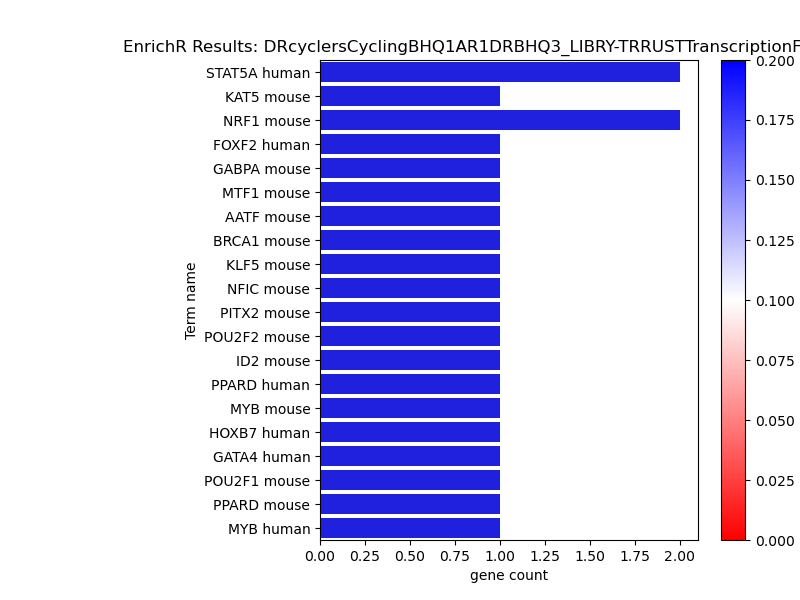 EnrichR Results: DRcyclersCyclingBHQ1AR1DRBHQ3_LIBRY-TRRUSTTranscriptionF
STAT5A human
KAT5 mouse
NRF1 mouse
FOXF2 human
GABPA mouse
MTF1 mouse
AATF mouse
BRCA1 mouse
KLF5 mouse
NFIC mouse
PITX2 mouse
POU2F2 mouse
ID2 mouse
PPARD human
MYB mouse
HOXB7 human
GATA4 human
POU2F1 mouse
PPARD mouse
MYB human
Term name
0.00 0.25 0.50 0.75 1.00 1.25 1.50 1.75 2.00
gene count
0.200
0.175
0.150
0.125
0.100
0.075
0.050
0.025
0.000